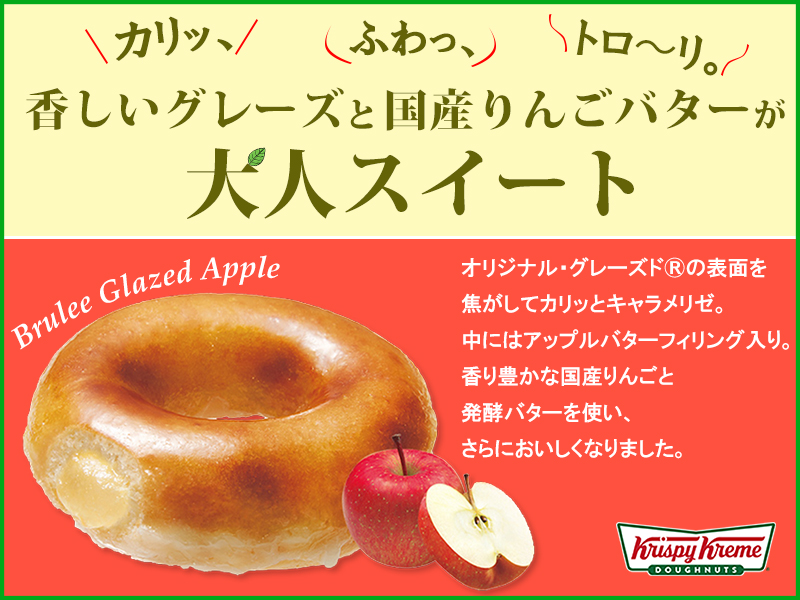 カリッ、 ふわっ、 トロ〜リ。
香しいグレーズと国産りんごバターが
大人スイート
Brulee Glazed Apple
オリジナル・グレーズド®の表面を
焦がしてカリッとキャラメリゼ。
中にはアップルバターフィリング入り。
香り豊かな国産りんごと
発酵バターを使い、
さらにおいしくなりました。
Krispy Kreme
DOUGHNUTS